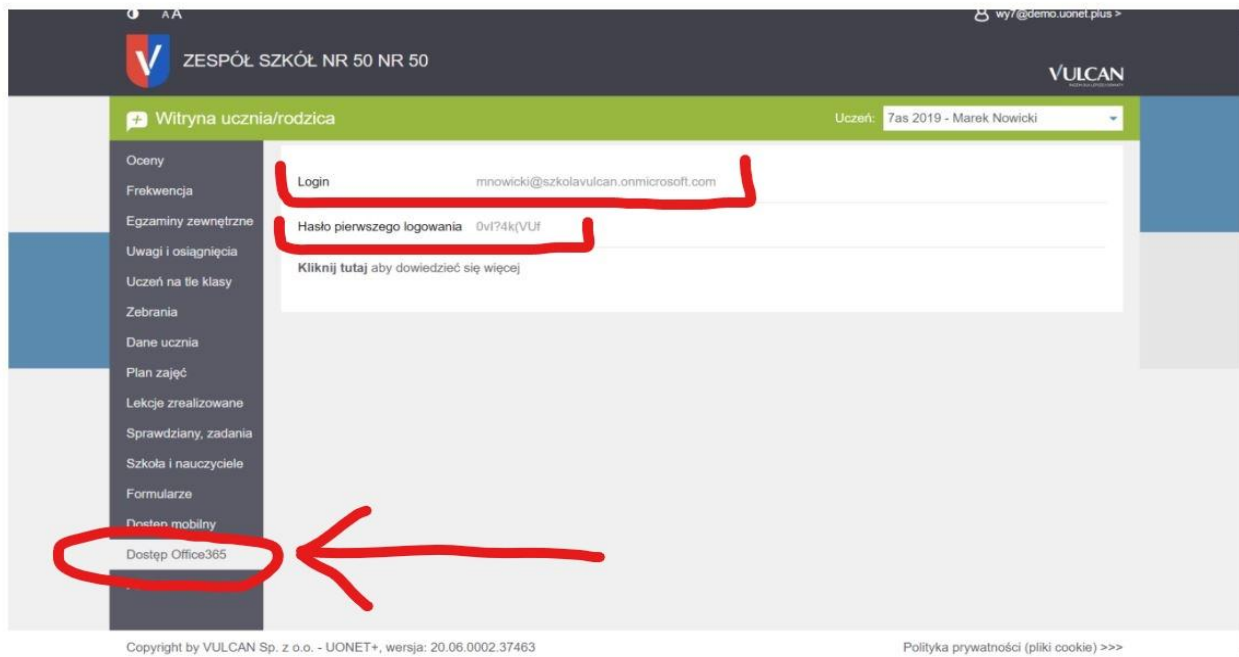 AA
wy7@demo.uonet.plus >
ZESPÓŁ SZKÓŁ NR 50 NR 50
VULCAN
Witryna ucznia/rodzica
Uczeń: 7as 2019 - Marek Nowicki
Oceny
Frekwencja
Egzaminy zewnętrzne
Uwagi i osiągnięcia
Uczeń na tle klasy
Zebrania
Dane ucznia
Plan zajęć
Lekcje zrealizowane
Sprawdziany, zadania
Szkoła i nauczyciele
Formularze
Dostęp mobilny
Dostęp Office365
Login mnowicki@szkolavulcan.onmicrosoft.com
Hasło pierwszego logowania 0vI?4k(VUf
Kliknij tutaj aby dowiedzieć się więcej
Copyright by VULCAN Sp. z o.o. - UONET+, wersja: 20.06.0002.37463
Polityka prywatności (pliki cookie) >>>